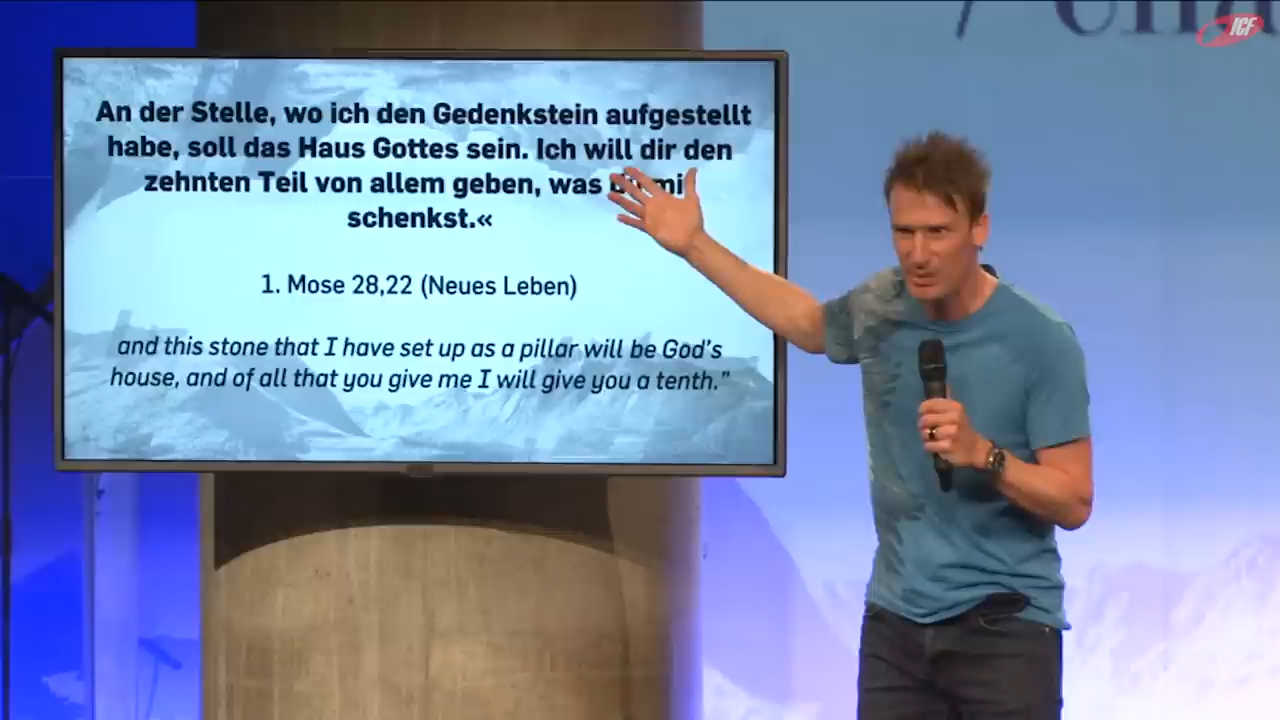 An der Stelle, wo ich den Gedenkstein aufgestellt
habe, soll das Haus Gottes sein. Ich will dir den
zehnten Teil von allem geben, was
schenkst.«
1. Mose 28,22 (Neues Leben)
and this stone that I have set up as a pillar will be God's
house, and of all that you give me I will give you a tenth."
ICF